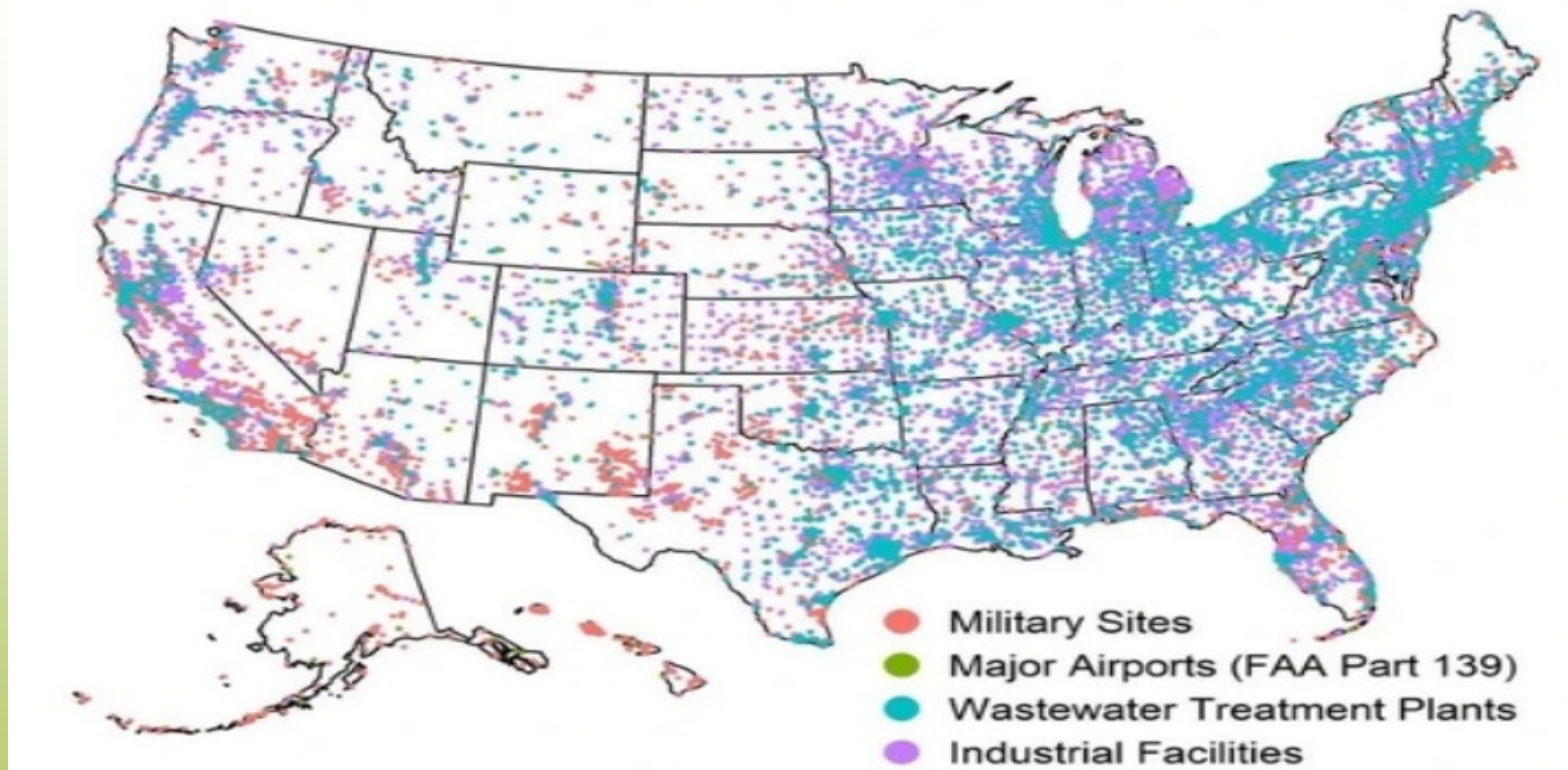 Military Sites
Major Airports (FAA Part 139)
Wastewater Treatment Plants
Industrial Facilities